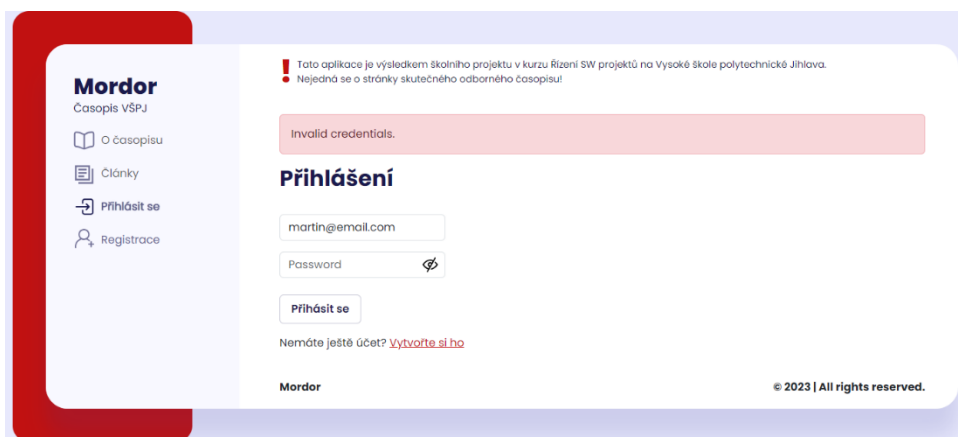 Mordor
Časopis VŠPJ
O časopisu
Články
Přihlásit se
Registrace
Tato aplikace je výsledkem školního projektu v kurzu Řízení SW projektů na Vysoké škole polytechnické Jihlava.
Nejedná se o stránky skutečného odborného časopisu!
Invalid credentials.
Přihlášení
martin@email.com
Password
Přihásit se
Nemáte ještě účet? Vytvořte si ho
Mordor
© 2023 | All rights reserved.